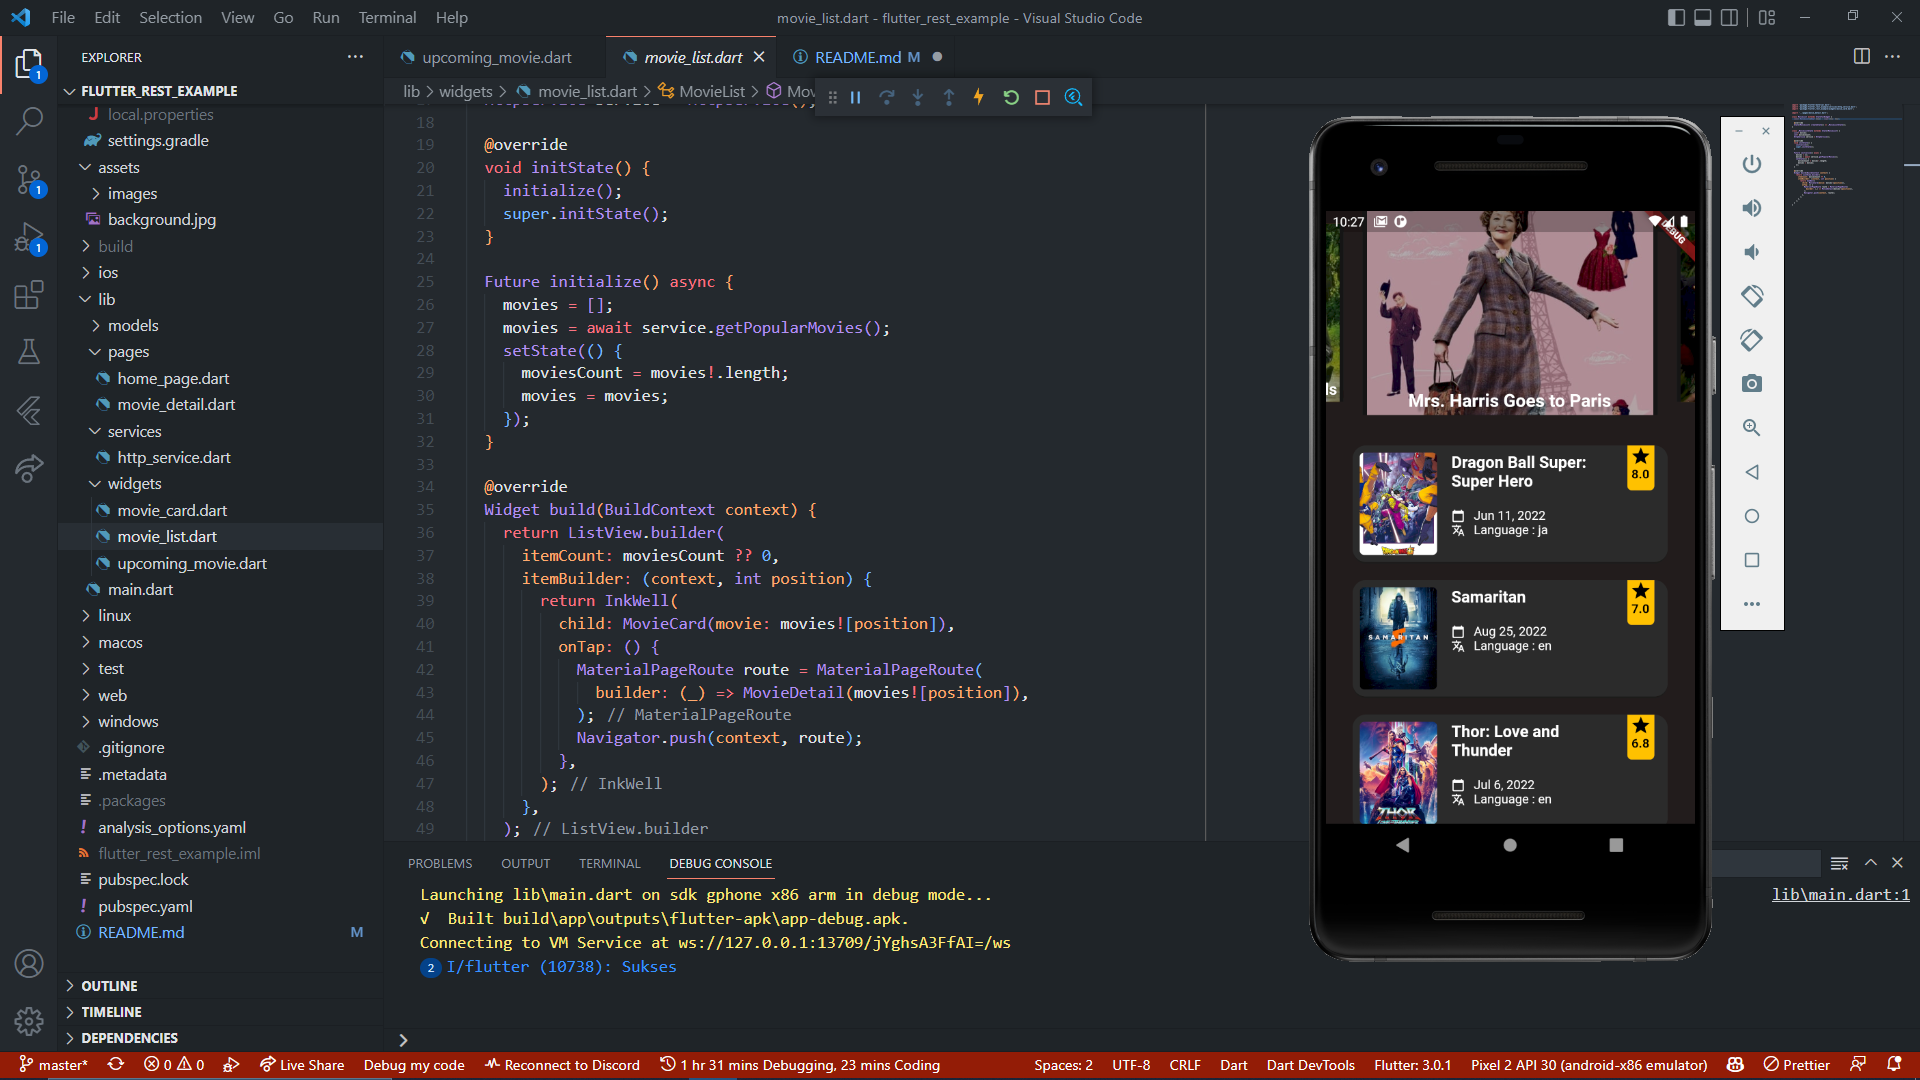 File Edit Selection View Go Run Terminal Help
movie_list.dart - flutter_rest_example - Visual Studio Code
EXPLORER
FLUTTER_REST_EXAMPLE
local.properties
settings.gradle
assets
images
background.jpg
build
ios
lib
models
pages
home_page.dart
movie_detail.dart
services
http_service.dart
widgets
movie_card.dart
movie_list.dart
upcoming_movie.dart
main.dart
linux
macos
test
web
windows
.gitignore
.metadata
.packages
analysis_options.yaml
flutter_rest_example.iml
pubspec.lock
pubspec.yaml
README.md M
OUTLINE
TIMELINE
DEPENDENCIES
upcoming_movie.dart movie_list.dart README.md M
lib > widgets > movie_list.dart > MovieList > Mov
18
19 @override
20 void initState() {
21 initialize();
22 super.initState();
23 }
24
25 Future initialize() async {
26 movies = [];
27 movies = await service.getPopularMovies();
28 setState(() {
29 moviesCount = movies!.length;
30 movies = movies;
31 });
32 }
33
34 @override
35 Widget build(BuildContext context) {
36 return ListView.builder(
37 itemCount: moviesCount ?? 0,
38 itemBuilder: (context, int position) {
39 return InkWell(
40 child: MovieCard(movie: movies![position]),
41 onTap: () {
42 MaterialPageRoute route = MaterialPageRoute(
43 builder: (_) => MovieDetail(movies![position]),
44 ); // MaterialPageRoute
45 Navigator.push(context, route);
46 },
47 ); // InkWell
48 },
49 ); // ListView.builder
PROBLEMS OUTPUT TERMINAL DEBUG CONSOLE
Launching lib\main.dart on sdk gphone x86 arm in debug mode...
lib\main.dart:1
√ Built build\app\outputs\flutter-apk\app-debug.apk.
Connecting to VM Service at ws://127.0.0.1:13709/jYghsA3FfAI=/ws
2 I/flutter (10738): Sukses
10:27
DEBUG
ls
Mrs. Harris Goes to Paris
Dragon Ball Super:
Super Hero
8.0
Jun 11, 2022
Language : ja
SAMARITAN
Samaritan
7.0
Aug 25, 2022
Language : en
THOR
Thor: Love and
Thunder
6.8
Jul 6, 2022
Language : en
master* 0 0 Live Share Debug my code Reconnect to Discord 1 hr 31 mins Debugging, 23 mins Coding Spaces: 2 UTF-8 CRLF Dart Dart DevTools Flutter: 3.0.1 Pixel 2 API 30 (android-x86 emulator) Prettier